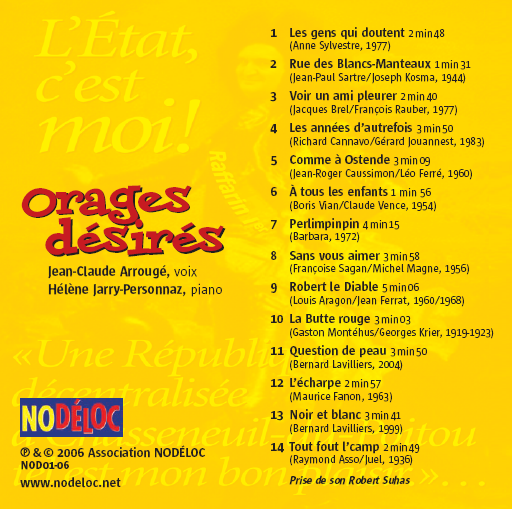 L'État,
c'est
moi!
Raffarin Ier
Orages
désirés
Jean-Claude Arrougé, voix
Hélène Jarry-Personnaz, piano
1 Les gens qui doutent 2 min 48
(Anne Sylvestre, 1977)
2 Rue des Blancs-Manteaux 1 min 31
(Jean-Paul Sartre/Joseph Kosma, 1944)
3 Voir un ami pleurer 2 min 40
(Jacques Brel/François Rauber, 1977)
4 Les années d'autrefois 3 min 50
(Richard Cannavo/Gérard Jouannest, 1983)
5 Comme à Ostende 3 min 09
(Jean-Roger Caussimon/Léo Ferré, 1960)
6 À tous les enfants 1 min 56
(Boris Vian/Claude Vence, 1954)
7 Perlimpinpin 4 min 15
(Barbara, 1972)
8 Sans vous aimer 3 min 58
(Françoise Sagan/Michel Magne, 1956)
9 Robert le Diable 5 min 06
(Louis Aragon/Jean Ferrat, 1960/1968)
10 La Butte rouge 3 min 03
(Gaston Montéhus/Georges Krier, 1919-1923)
11 Question de peau 3 min 50
(Bernard Lavilliers, 2004)
12 L'écharpe 2 min 57
(Maurice Fanon, 1963)
13 Noir et blanc 3 min 41
(Bernard Lavilliers, 1999)
14 Tout fout l'camp 2 min 49
(Raymond Asso/Juel, 1936)
Prise de son Robert Suhas
«Une République
décentralisée
asseneuil Poitou
est mon bon plaisir»…
NODÉLOC
℗ & © 2006 Association NODÉLOC
NOD01-06
www.nodeloc.net